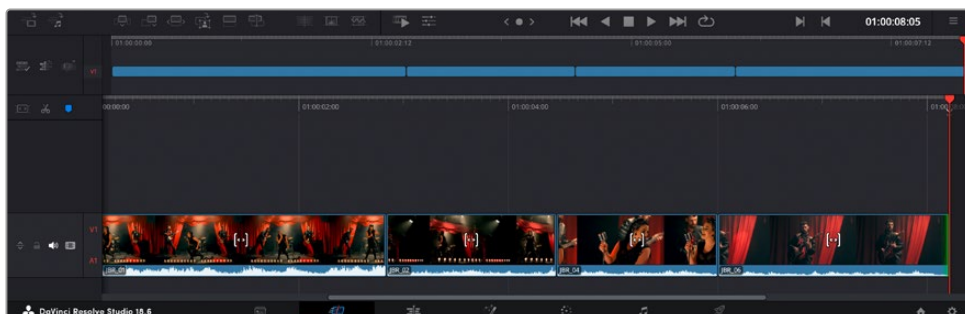 01:00:08:05
01:00:00:00 01:00:02:12 01:00:05:00 01:00:07:12
V1
00:00:00 01:00:02:00 01:00:04:00 01:00:06:00
V1
A1
JBR_01 JBR_02 JBR_04 JBR_06
DaVinci Resolve Studio 18.6